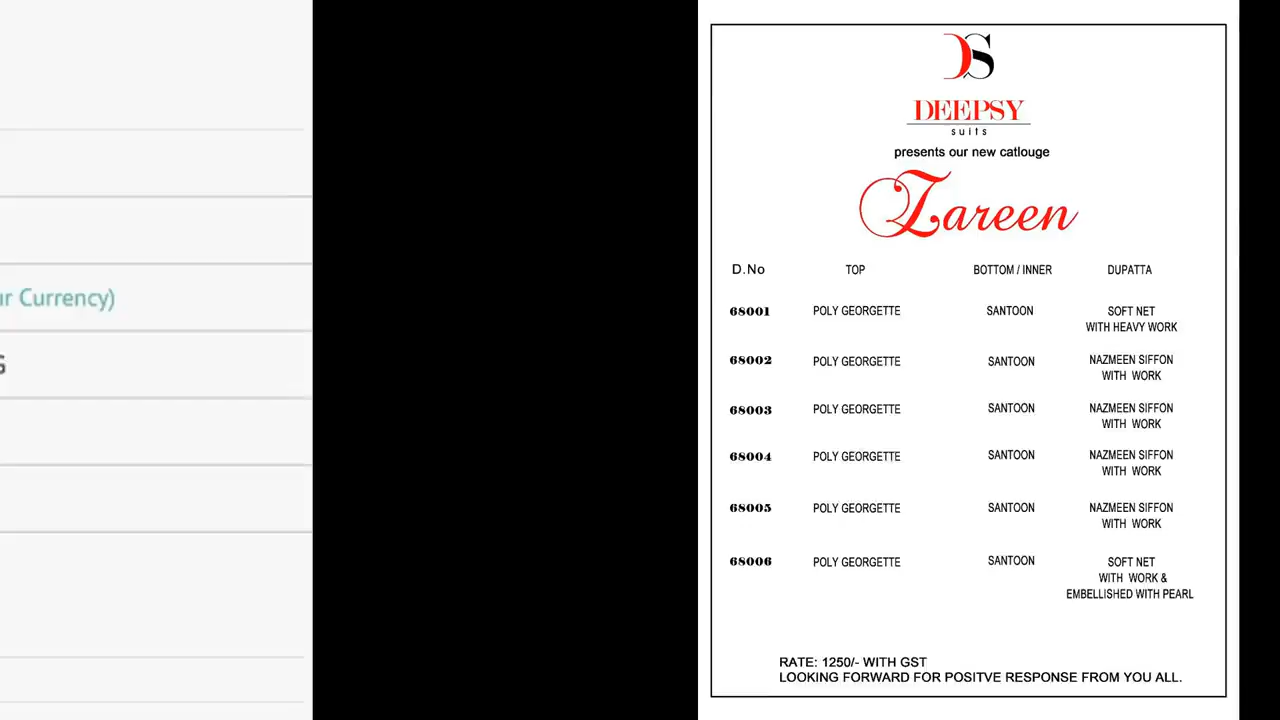 ur Currency)
DS
DEEPSY
suits
presents our new catlouge
Zareen
D.No TOP BOTTOM / INNER DUPATTA
68001 POLY GEORGETTE SANTOON SOFT NET
WITH HEAVY WORK
68002 POLY GEORGETTE SANTOON NAZMEEN SIFFON
WITH WORK
68003 POLY GEORGETTE SANTOON NAZMEEN SIFFON
WITH WORK
68004 POLY GEORGETTE SANTOON NAZMEEN SIFFON
WITH WORK
68005 POLY GEORGETTE SANTOON NAZMEEN SIFFON
WITH WORK
68006 POLY GEORGETTE SANTOON SOFT NET
WITH WORK &
EMBELLISHED WITH PEARL
RATE: 1250/- WITH GST
LOOKING FORWARD FOR POSITVE RESPONSE FROM YOU ALL.